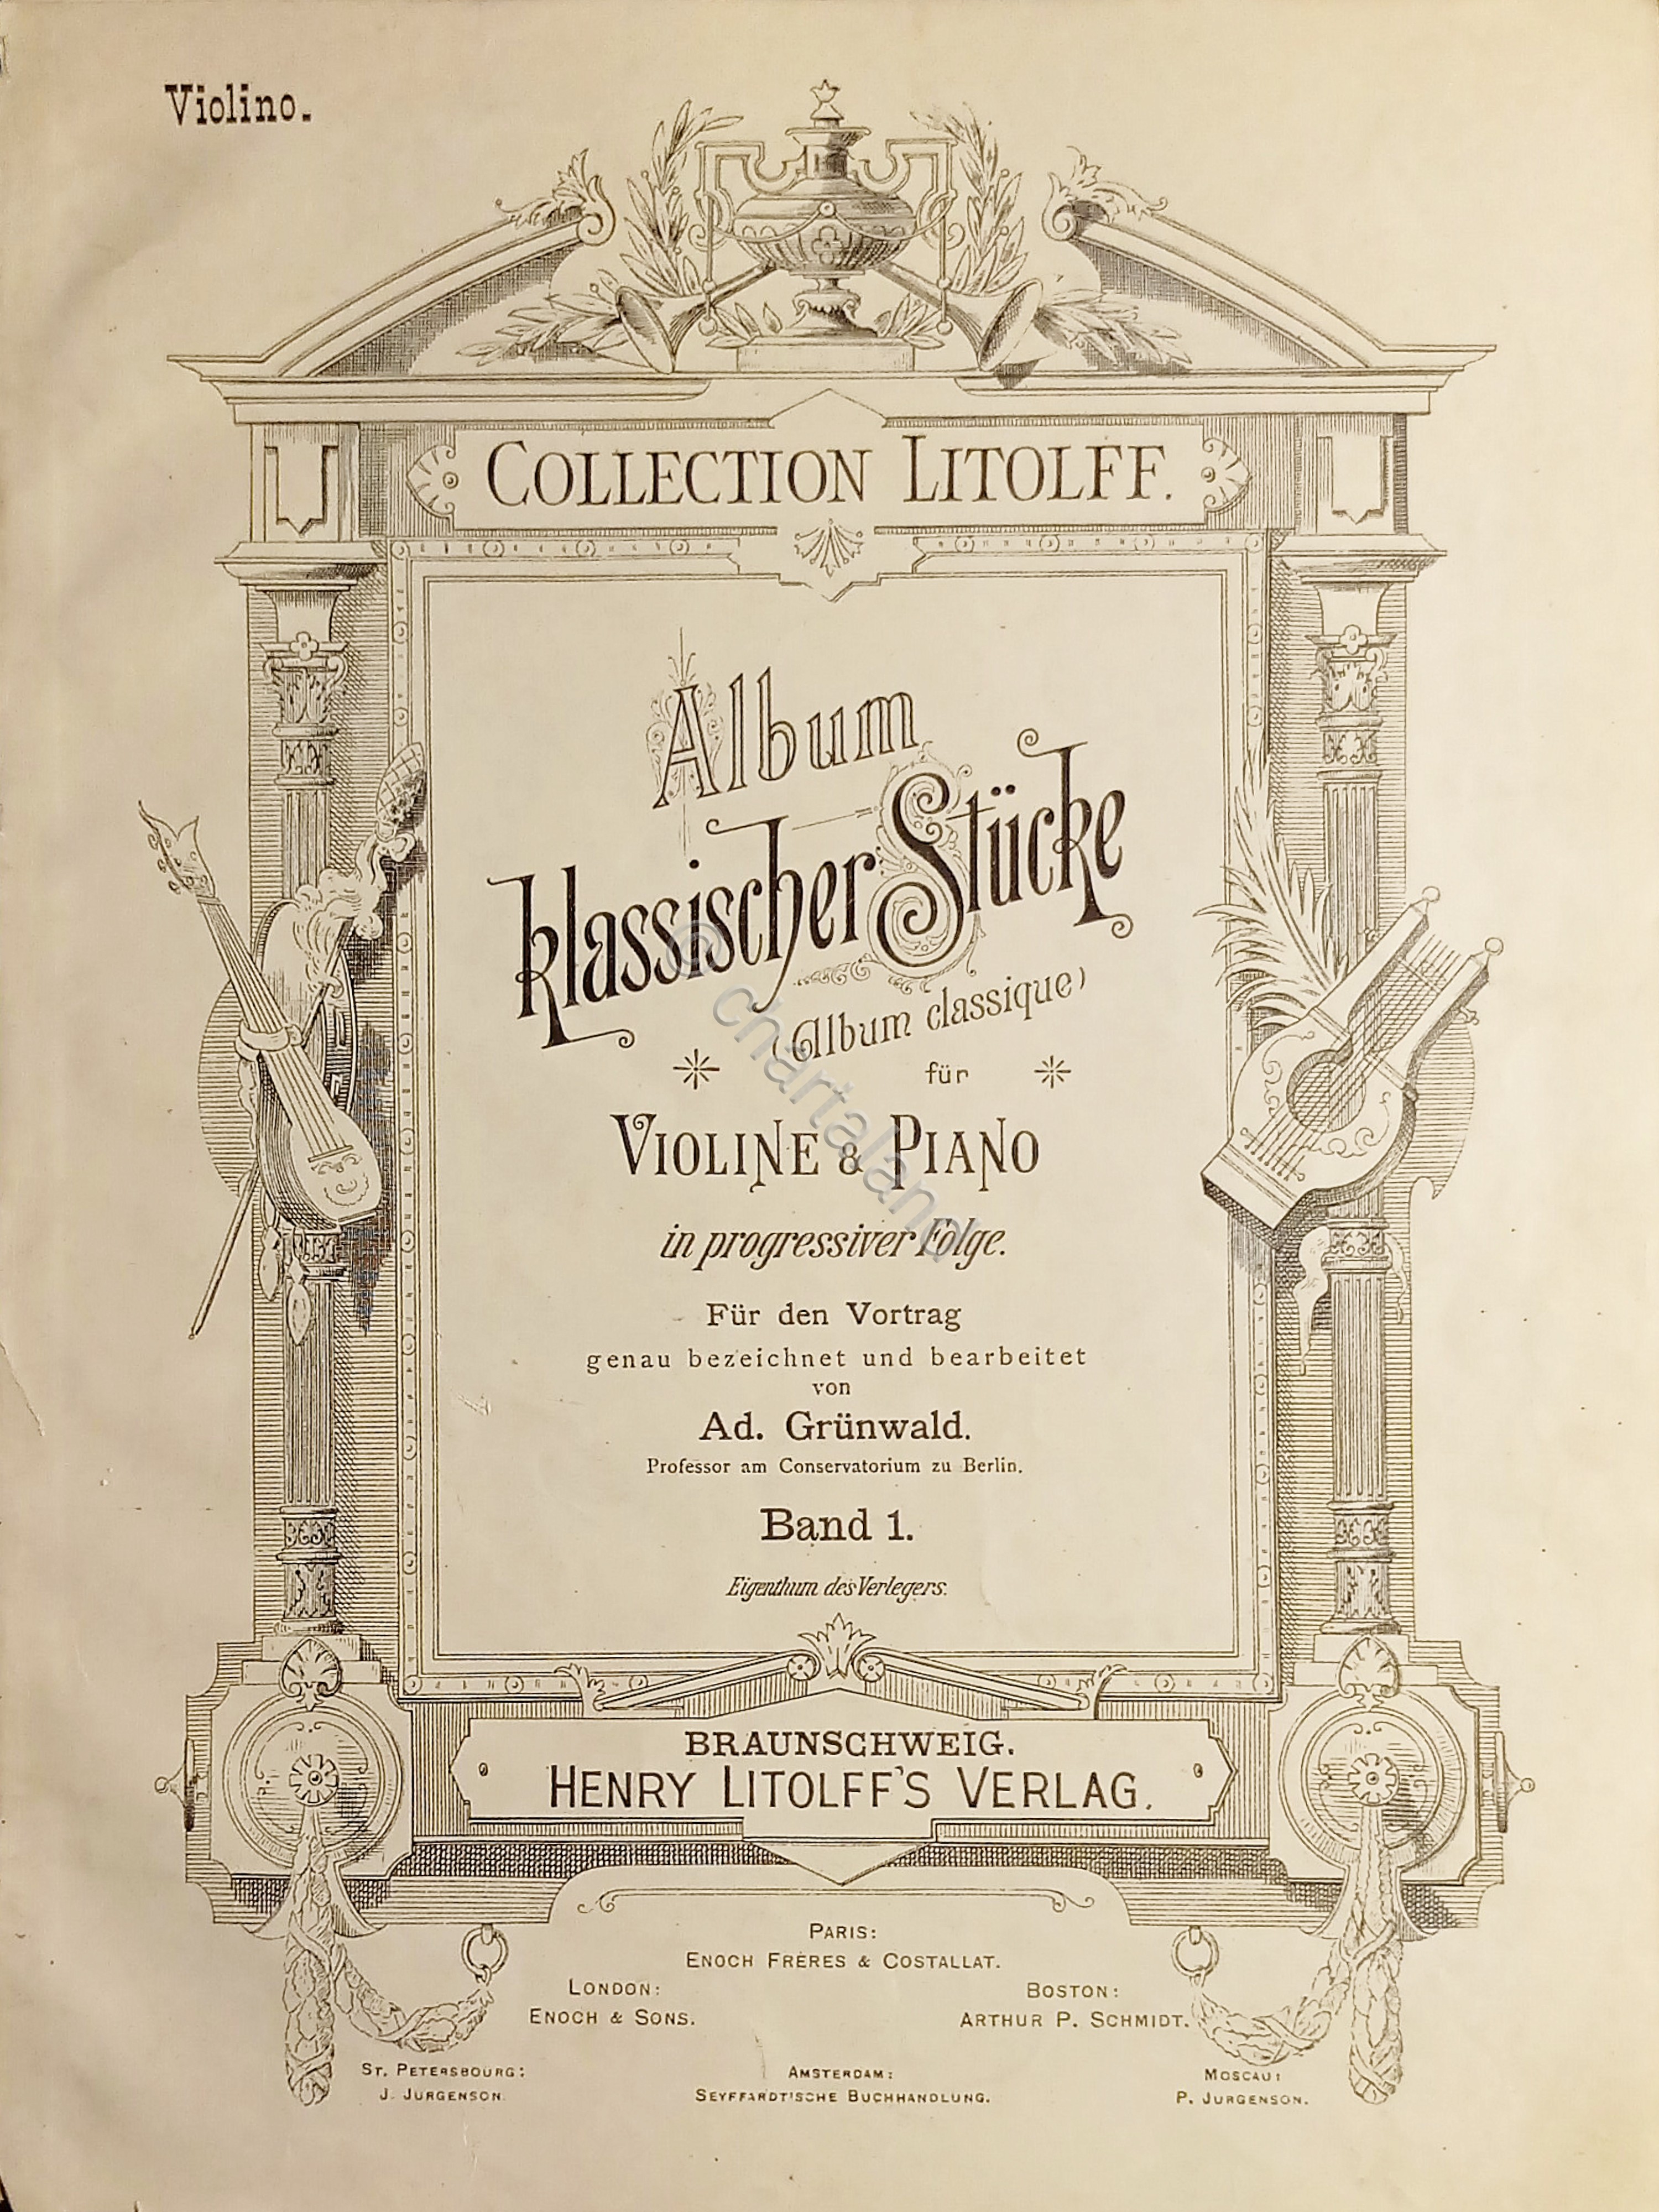 Violino.
COLLECTION LITOLFF.
Album
klassischer Stücke
(Album classique)
für
VIOLINE & PIANO
in progressiver Folge.
Für den Vortrag
genau bezeichnet und bearbeitet
von
Ad. Grünwald.
Professor am Conservatorium zu Berlin.
Band 1.
Eigenthum des Verlegers.
BRAUNSCHWEIG.
HENRY LITOLFF'S VERLAG.
PARIS:
ENOCH FRÈRES & COSTALLAT.
LONDON:
ENOCH & SONS.
BOSTON:
ARTHUR P. SCHMIDT.
ST. PETERSBOURG:
J. JURGENSON.
AMSTERDAM:
SEYFFARDT'SCHE BUCHHANDLUNG.
MOSCAU:
P. JURGENSON.
© chartaland